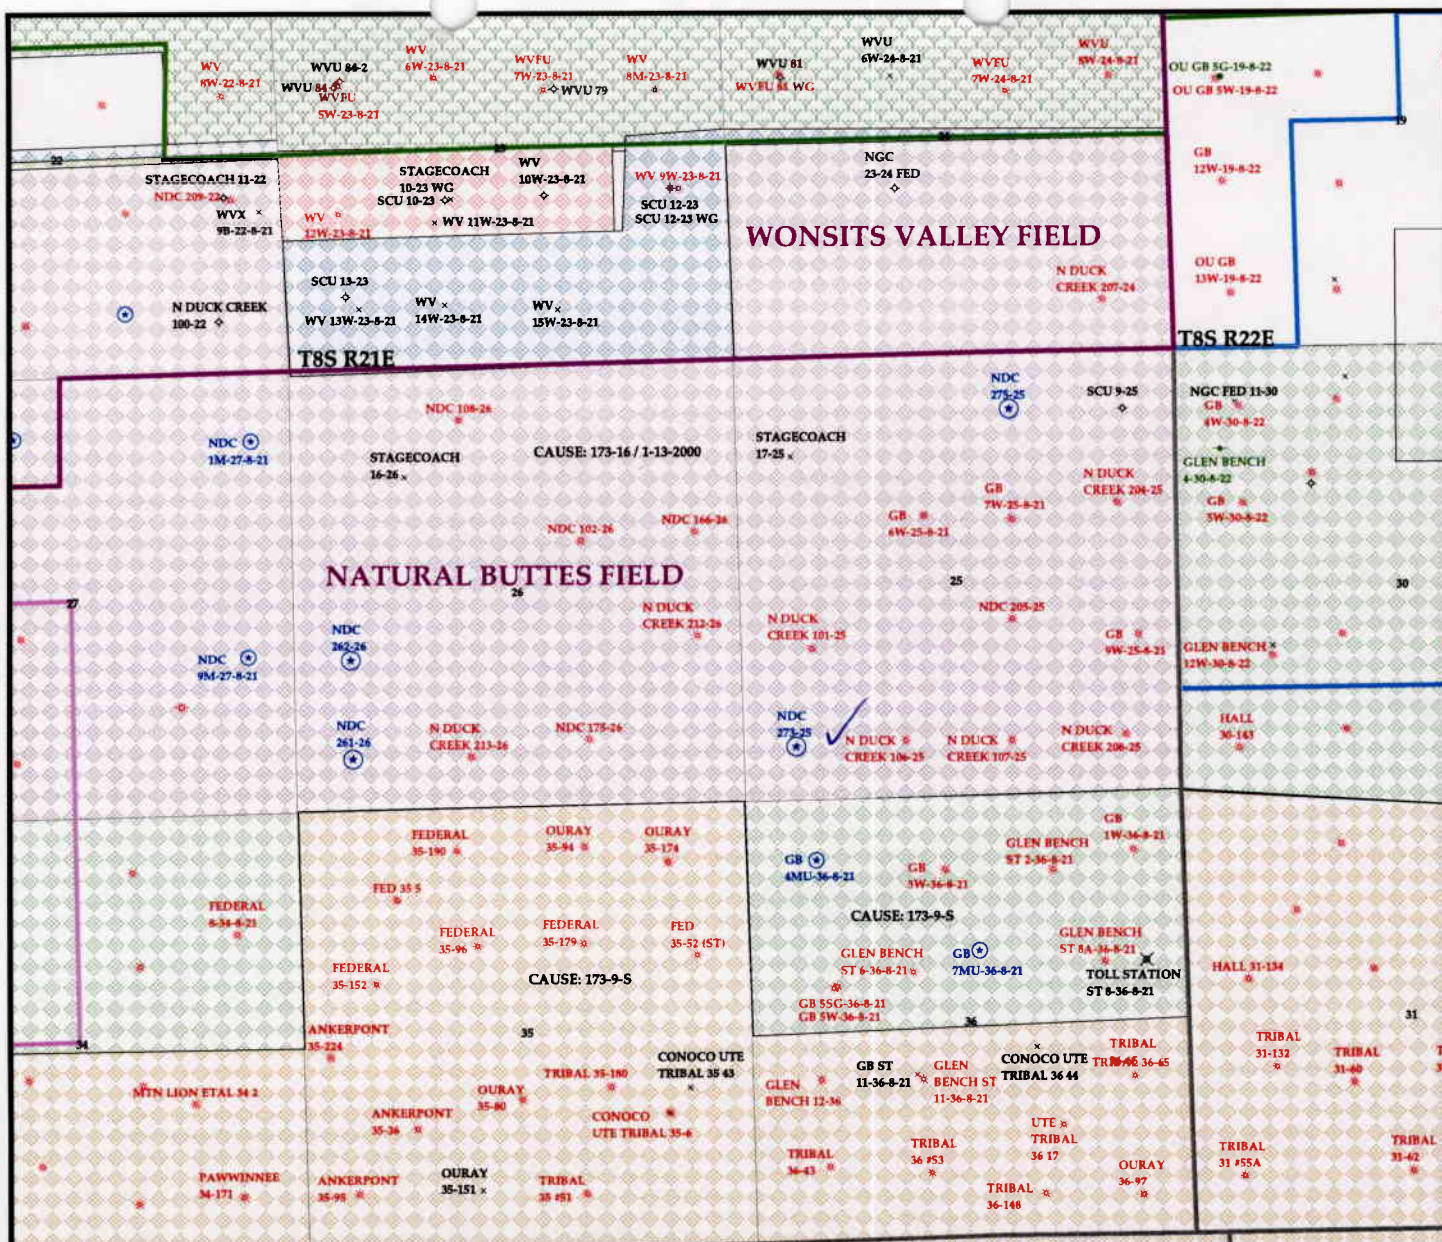 WV
8W-22-8-21
WVU 84-2
WVU 84
WVFU
5W-23-8-21
WV
6W-23-8-21
WVFU
7W-23-8-21
WVU 79
WV
8M-23-8-21
WVU 81
WVFU 81 WG
WVU
6W-24-8-21
WVFU
7W-24-8-21
WVU
8W-24-8-21
OU GB 5G-19-8-22
OU GB 5W-19-8-22
22
23
24
19
STAGECOACH 11-22
NDC 209-22
WVX
9B-22-8-21
STAGECOACH
10-23 WG
SCU 10-23
WV
10W-23-8-21
WV
12W-23-8-21
WV 11W-23-8-21
WV 9W-23-8-21
SCU 12-23
SCU 12-23 WG
NGC
23-24 FED
GB
12W-19-8-22
WONSITS VALLEY FIELD
N DUCK
CREEK 207-24
OU GB
13W-19-8-22
N DUCK CREEK
100-22
SCU 13-23
WV 13W-23-8-21
WV
14W-23-8-21
WV
15W-23-8-21
T8S R21E
T8S R22E
NDC
1M-27-8-21
NDC 108-26
STAGECOACH
16-26
CAUSE: 173-16 / 1-13-2000
STAGECOACH
17-25
NDC
275-25
SCU 9-25
NGC FED 11-30
GB
4W-30-8-22
GLEN BENCH
4-30-8-22
GB
5W-30-8-22
NDC 102-26
NDC 166-26
GB
6W-25-8-21
GB
7W-25-8-21
N DUCK
CREEK 204-25
NATURAL BUTTES FIELD
26
25
30
27
NDC
262-26
N DUCK
CREEK 212-26
N DUCK
CREEK 101-25
NDC 205-25
GB
9W-25-8-21
GLEN BENCH
12W-30-8-22
NDC
9M-27-8-21
NDC
261-26
N DUCK
CREEK 213-26
NDC 175-26
NDC
273-25
N DUCK
CREEK 106-25
N DUCK
CREEK 107-25
N DUCK
CREEK 208-25
HALL
30-143
FEDERAL
35-190
OURAY
35-94
OURAY
35-174
GB
4MU-36-8-21
GB
3W-36-8-21
GLEN BENCH
ST 2-36-8-21
GB
1W-36-8-21
FED 35 5
FEDERAL
8-34-8-21
CAUSE: 173-9-S
FEDERAL
35-96
FEDERAL
35-179
FED
35-52 (ST)
GLEN BENCH
ST 6-36-8-21
GB
7MU-36-8-21
GLEN BENCH
ST 8A-36-8-21
TOLL STATION
ST 8-36-8-21
HALL 31-134
FEDERAL
35-152
CAUSE: 173-9-S
GB 5SG-36-8-21
GB 5W-36-8-21
36
31
35
34
ANKERPONT
35-224
CONOCO UTE
TRIBAL 35 43
GB ST
11-36-8-21
GLEN
BENCH ST
11-36-8-21
CONOCO UTE
TRIBAL 36 44
TRIBAL
TRIBAL 36-65
TRIBAL
31-132
TRIBAL
31-60
MTN LION ETAL 34 2
TRIBAL 35-180
OURAY
35-80
GLEN
BENCH 12-36
ANKERPONT
35-36
CONOCO
UTE TRIBAL 35-6
UTE
TRIBAL
36 17
TRIBAL
36-43
TRIBAL
36 #53
TRIBAL
31 #55A
TRIBAL
31-62
PAWWINNEE
34-171
ANKERPONT
35-95
OURAY
35-151
TRIBAL
35 #51
TRIBAL
36-148
OURAY
36-97